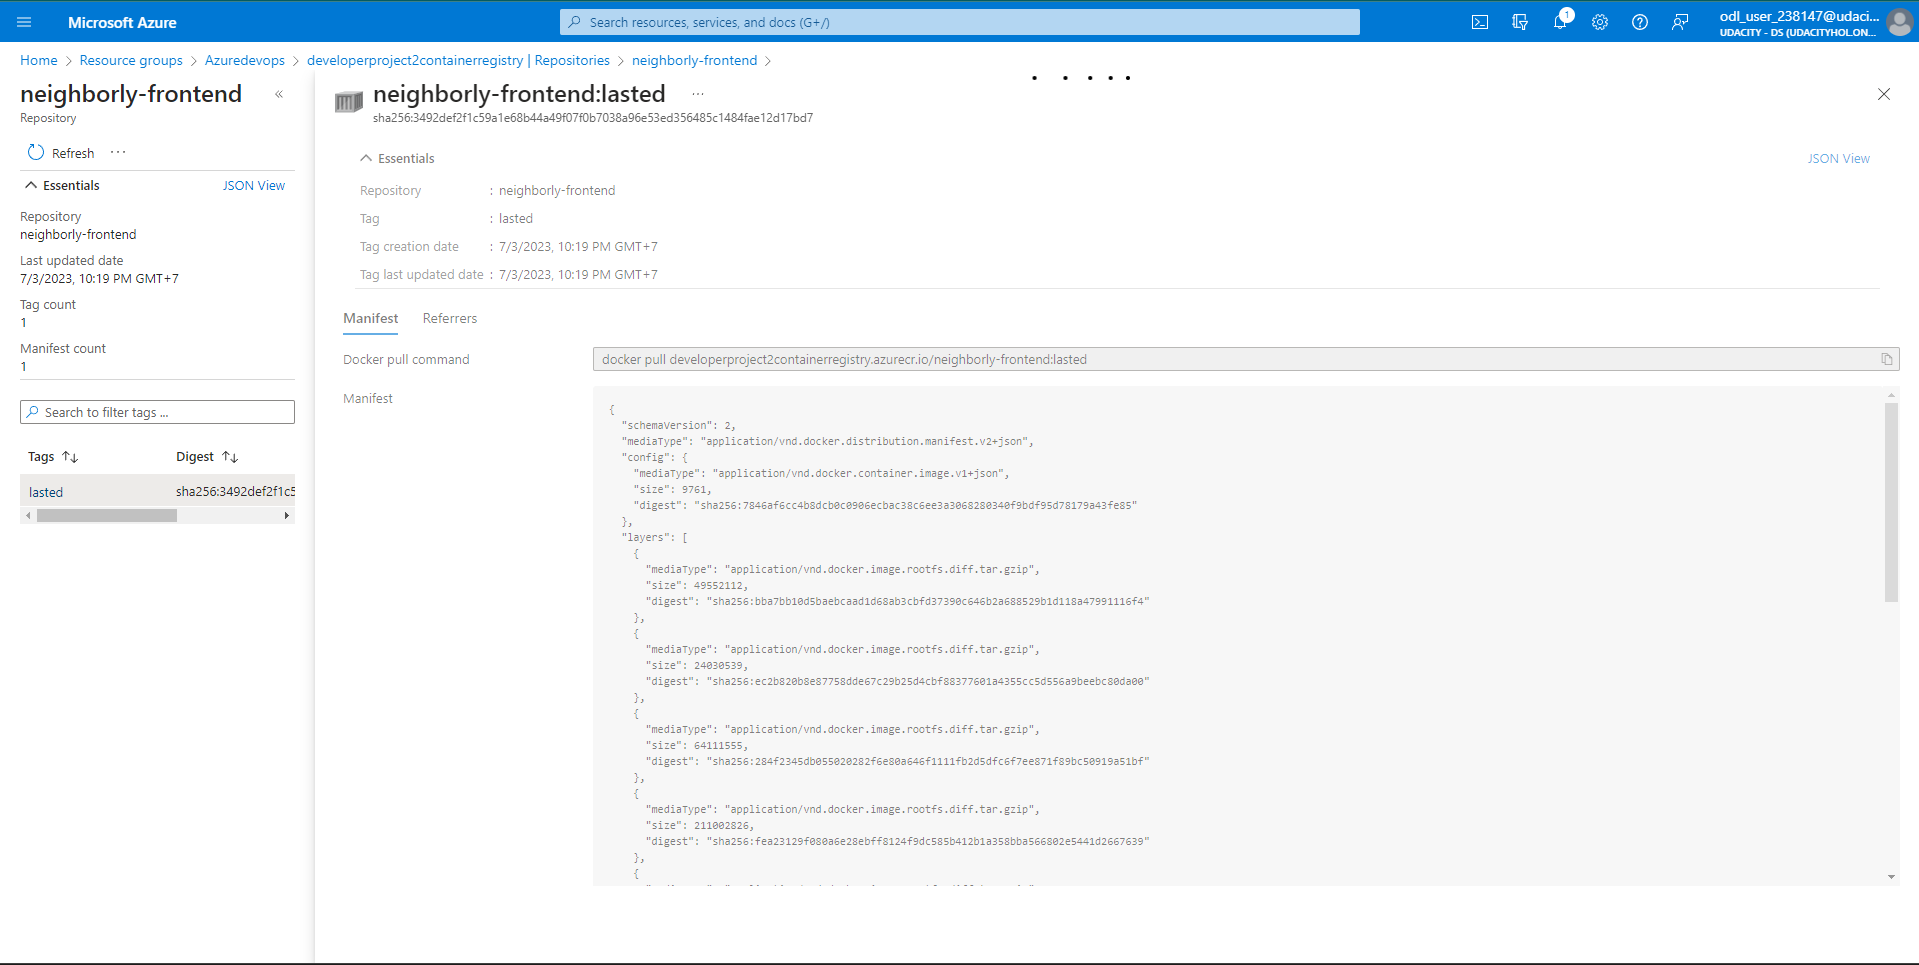 Microsoft Azure
Search resources, services, and docs (G+/)
1
odl_user_238147@udaci...
UDACITY - DS (UDACITYHOL.ON...
Home > Resource groups > Azuredevops > developerproject2containerregistry | Repositories > neighborly-frontend >
neighborly-frontend
Repository
Refresh
Essentials
JSON View
Repository
neighborly-frontend
Last updated date
7/3/2023, 10:19 PM GMT+7
Tag count
1
Manifest count
1
Search to filter tags ...
Tags Digest
lasted sha256:3492def2f1c5
neighborly-frontend:lasted
sha256:3492def2f1c59a1e68b44a49f07f0b7038a96e53ed356485c1484fae12d17bd7
Essentials
JSON View
Repository : neighborly-frontend
Tag : lasted
Tag creation date : 7/3/2023, 10:19 PM GMT+7
Tag last updated date : 7/3/2023, 10:19 PM GMT+7
Manifest Referrers
Docker pull command docker pull developerproject2containerregistry.azurecr.io/neighborly-frontend:lasted
Manifest
{
"schemaVersion": 2,
"mediaType": "application/vnd.docker.distribution.manifest.v2+json",
"config": {
"mediaType": "application/vnd.docker.container.image.v1+json",
"size": 9761,
"digest": "sha256:7846af6cc4b8dcb0c0906ecbac38c6ee3a3068280340f9bdf95d78179a43fe85"
},
"layers": [
{
"mediaType": "application/vnd.docker.image.rootfs.diff.tar.gzip",
"size": 49552112,
"digest": "sha256:bba7bb10d5baebcaad1d68ab3cbfd37390c646b2a688529b1d118a47991116f4"
},
{
"mediaType": "application/vnd.docker.image.rootfs.diff.tar.gzip",
"size": 24030539,
"digest": "sha256:ec2b820b8e87758dde67c29b25d4cbf88377601a4355cc5d556a9beebc80da00"
},
{
"mediaType": "application/vnd.docker.image.rootfs.diff.tar.gzip",
"size": 64111555,
"digest": "sha256:284f2345db055020282f6e80a646f1111fb2d5dfc6f7ee871f89bc50919a51bf"
},
{
"mediaType": "application/vnd.docker.image.rootfs.diff.tar.gzip",
"size": 211002826,
"digest": "sha256:fea23129f080a6e28ebff8124f9dc585b412b1a358bba566802e5441d2667639"
},
{